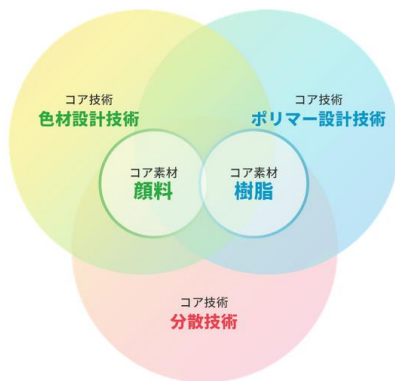 コア技術
色材設計技術
コア技術
ポリマー設計技術
コア素材
顔料
コア素材
樹脂
コア技術
分散技術